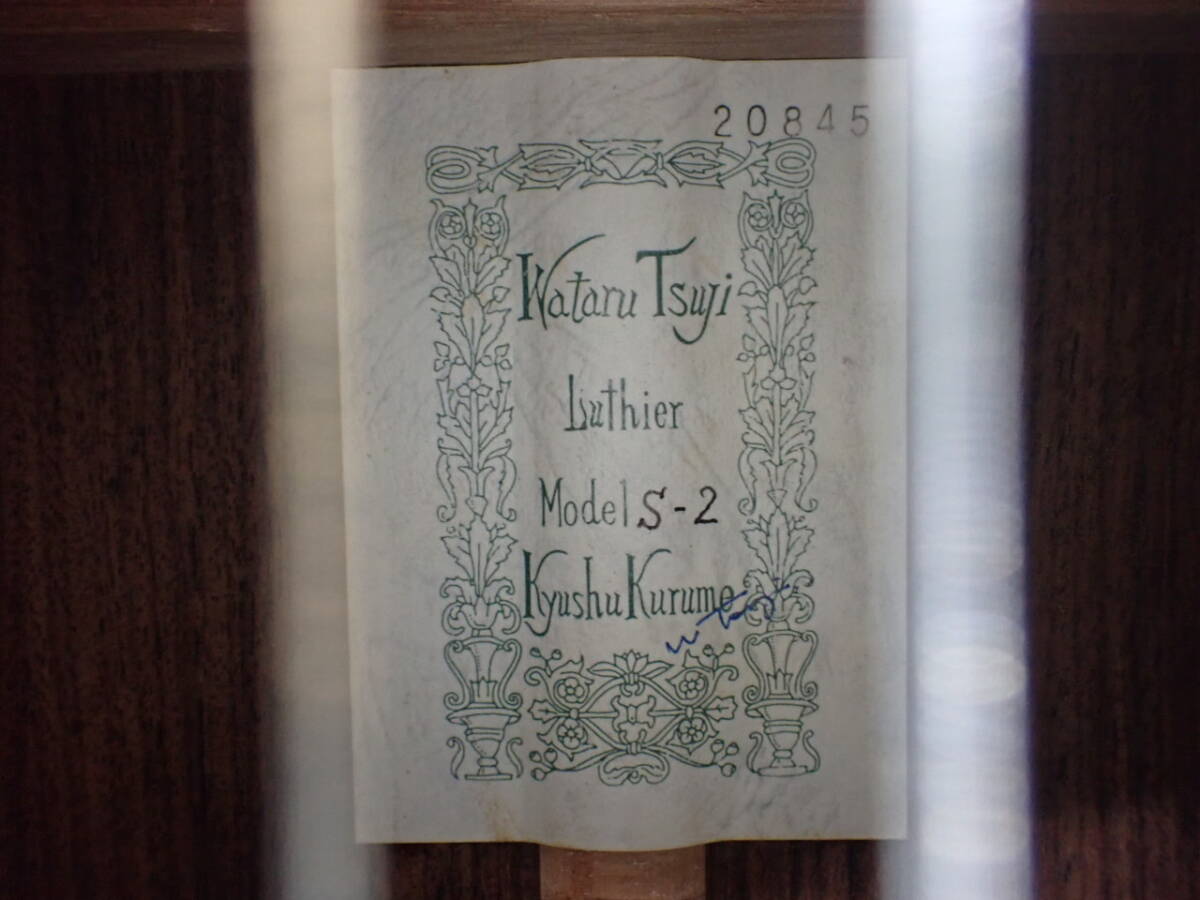 20845
Wataru Tsuji
Luthier
Model S-2
Kyushu Kurume